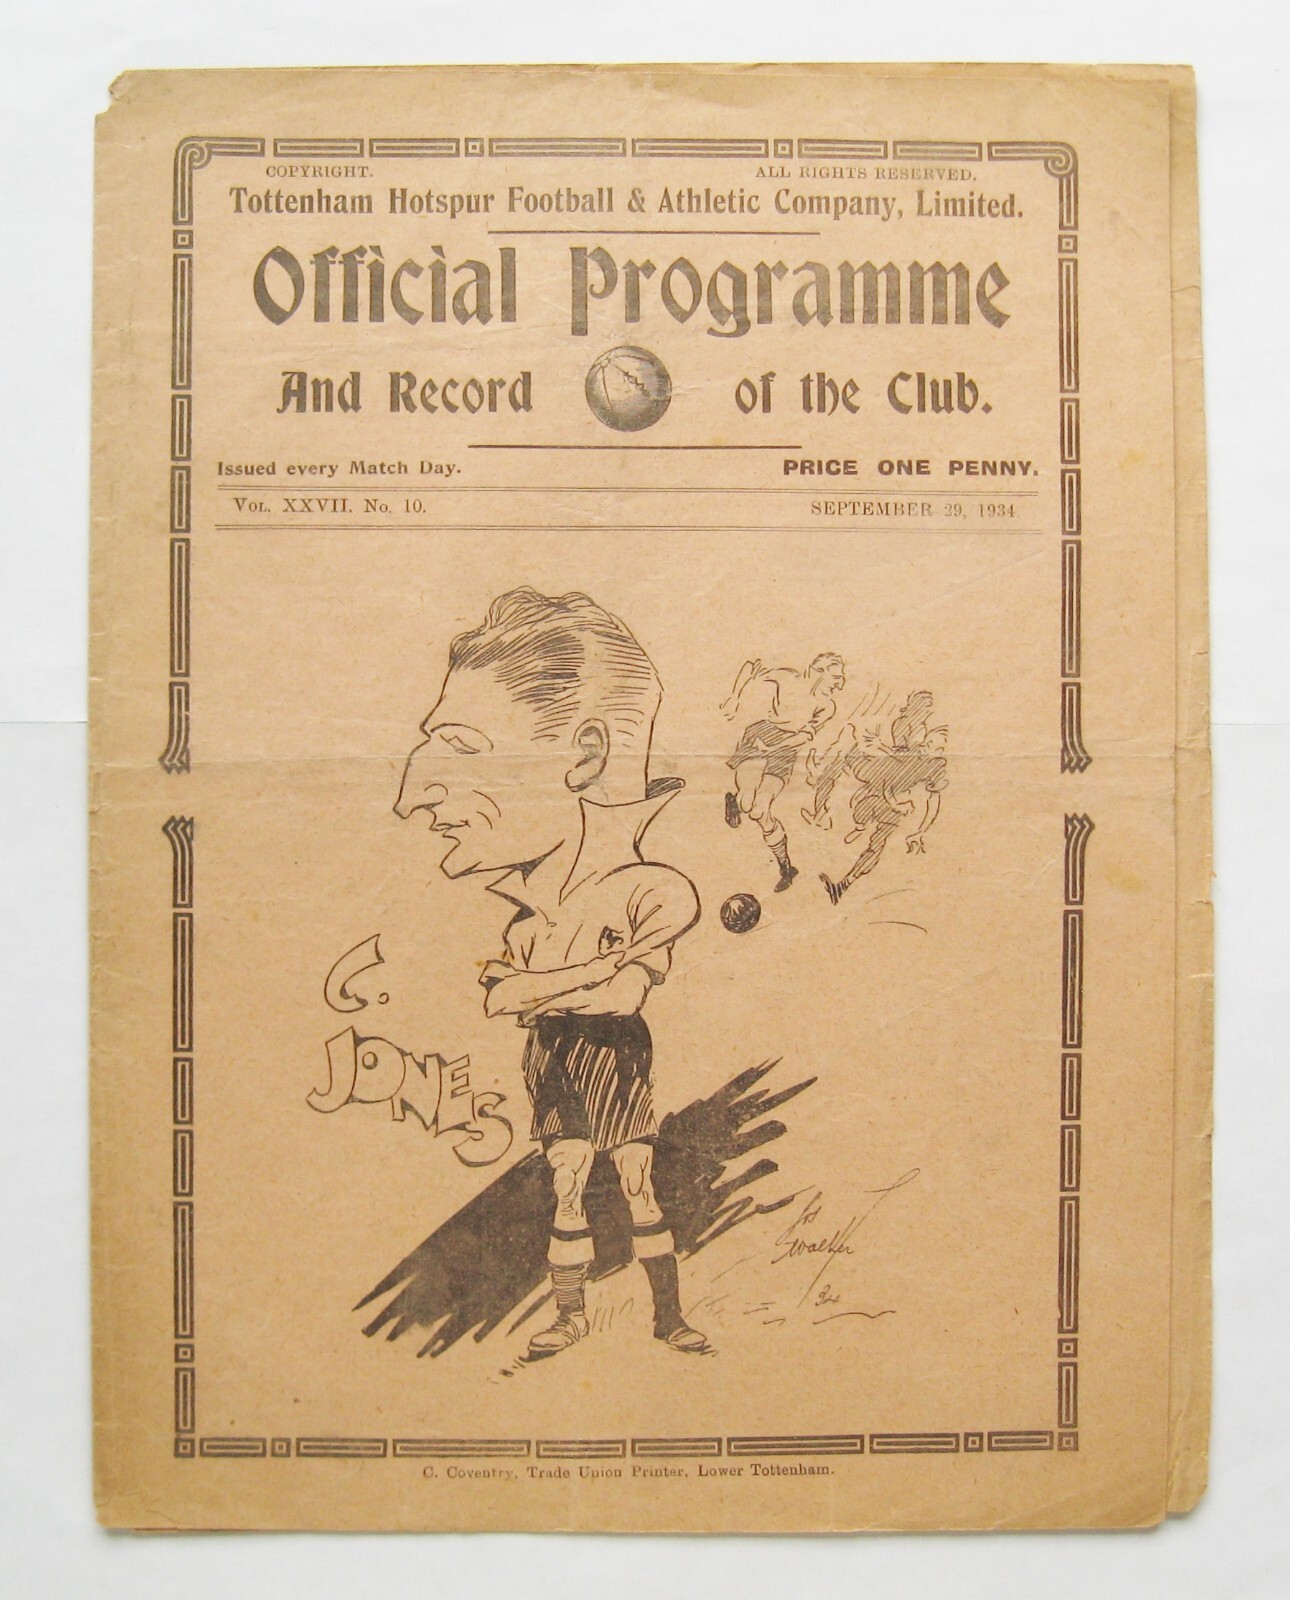 COPYRIGHT. ALL RIGHTS RESERVED.
Tottenham Hotspur Football & Athletic Company, Limited.
Official Programme
And Record of the Club.
Issued every Match Day. PRICE ONE PENNY.
VOL. XXVII. No. 10. SEPTEMBER 29, 1934.
C.
JONES
34
C. Coventry, Trade Union Printer, Lower Tottenham.